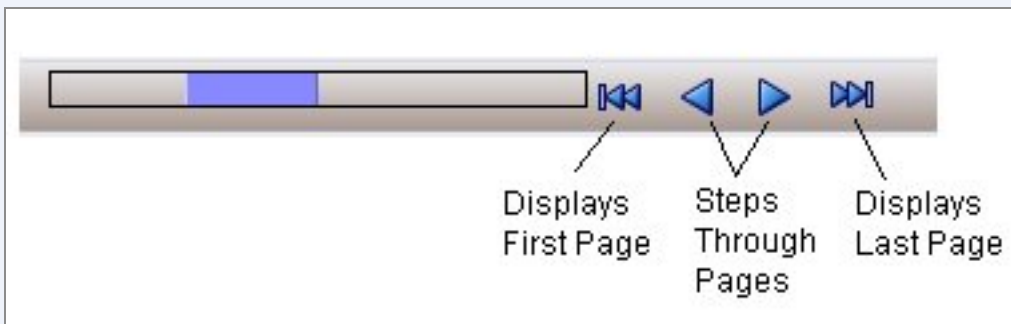 Displays
First Page
Steps
Through
Pages
Displays
Last Page